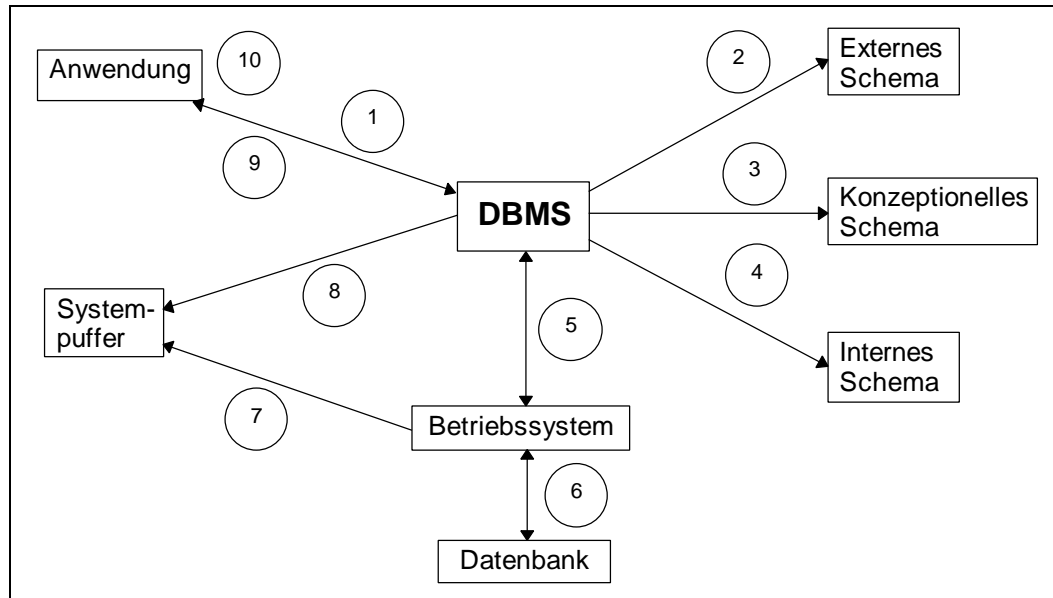 Anwendung
10
1
9
2
Externes
Schema
DBMS
3
Konzeptionelles
Schema
4
8
System-
puffer
5
Internes
Schema
7
Betriebssystem
6
Datenbank